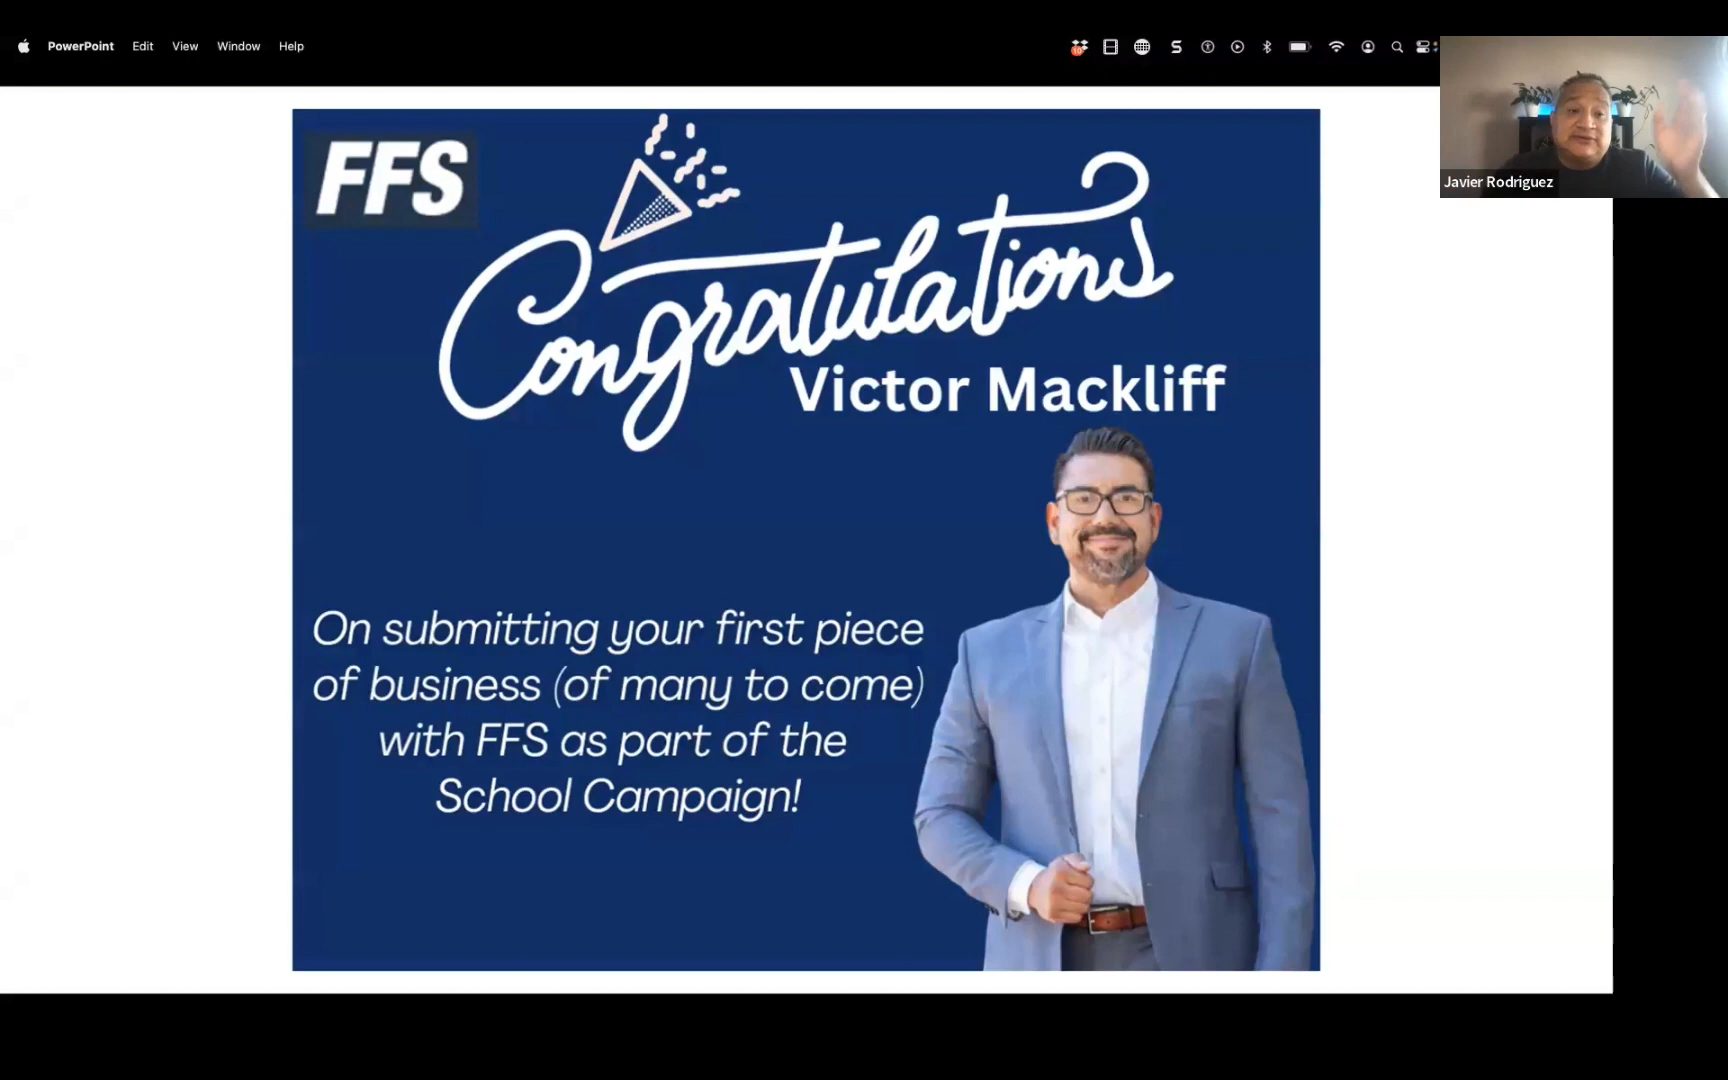 PowerPoint Edit View Window Help
Javier Rodriguez
FFS
Congratulations
Victor Mackliff
On submitting your first piece
of business (of many to come)
with FFS as part of the
School Campaign!